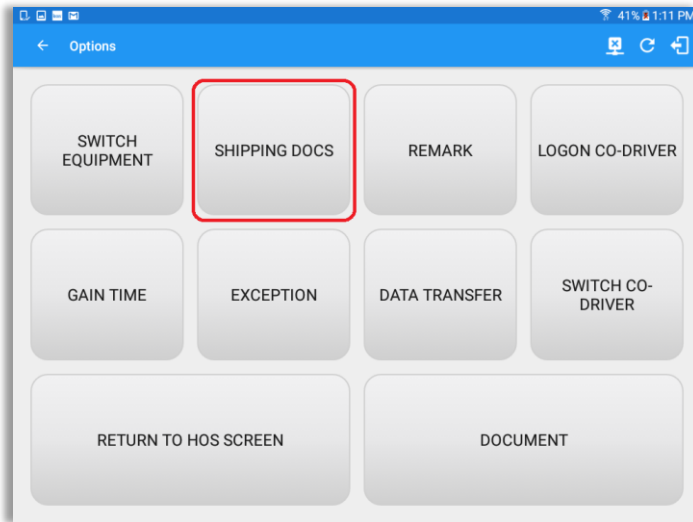 41% 1:11 PM
Options
SWITCH
EQUIPMENT
SHIPPING DOCS
REMARK
LOGON CO-DRIVER
GAIN TIME
EXCEPTION
DATA TRANSFER
SWITCH CO-
DRIVER
RETURN TO HOS SCREEN
DOCUMENT